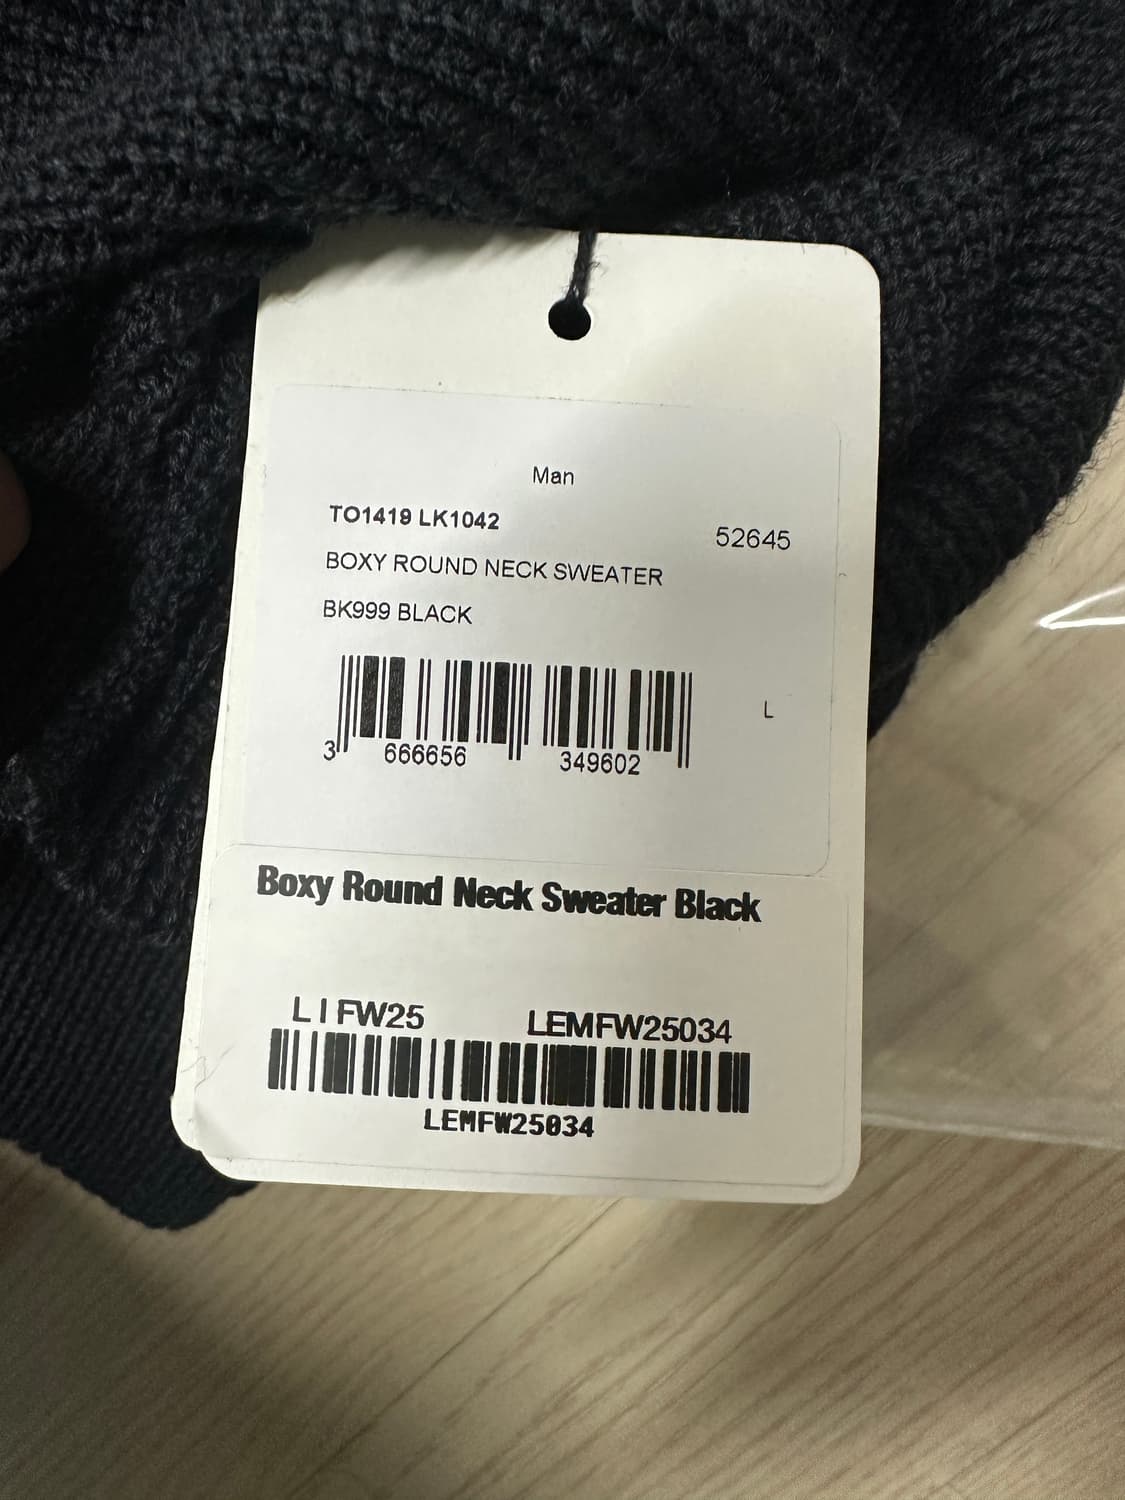 Man
TO1419 LK1042
52645
BOXY ROUND NECK SWEATER
BK999 BLACK
3 666656 349602
L
Boxy Round Neck Sweater Black
LIFW25 LEMFW25034
LEMFW25034